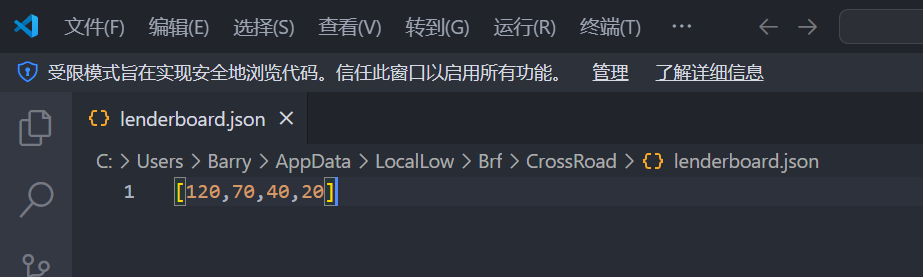 文件(F) 编辑(E) 选择(S) 查看(V) 转到(G) 运行(R) 终端(T) ···
受限模式旨在实现安全地浏览代码。信任此窗口以启用所有功能。 管理 了解详细信息
{} lenderboard.json ×
C: > Users > Barry > AppData > LocalLow > Brf > CrossRoad > {} lenderboard.json
1 [120,70,40,20]